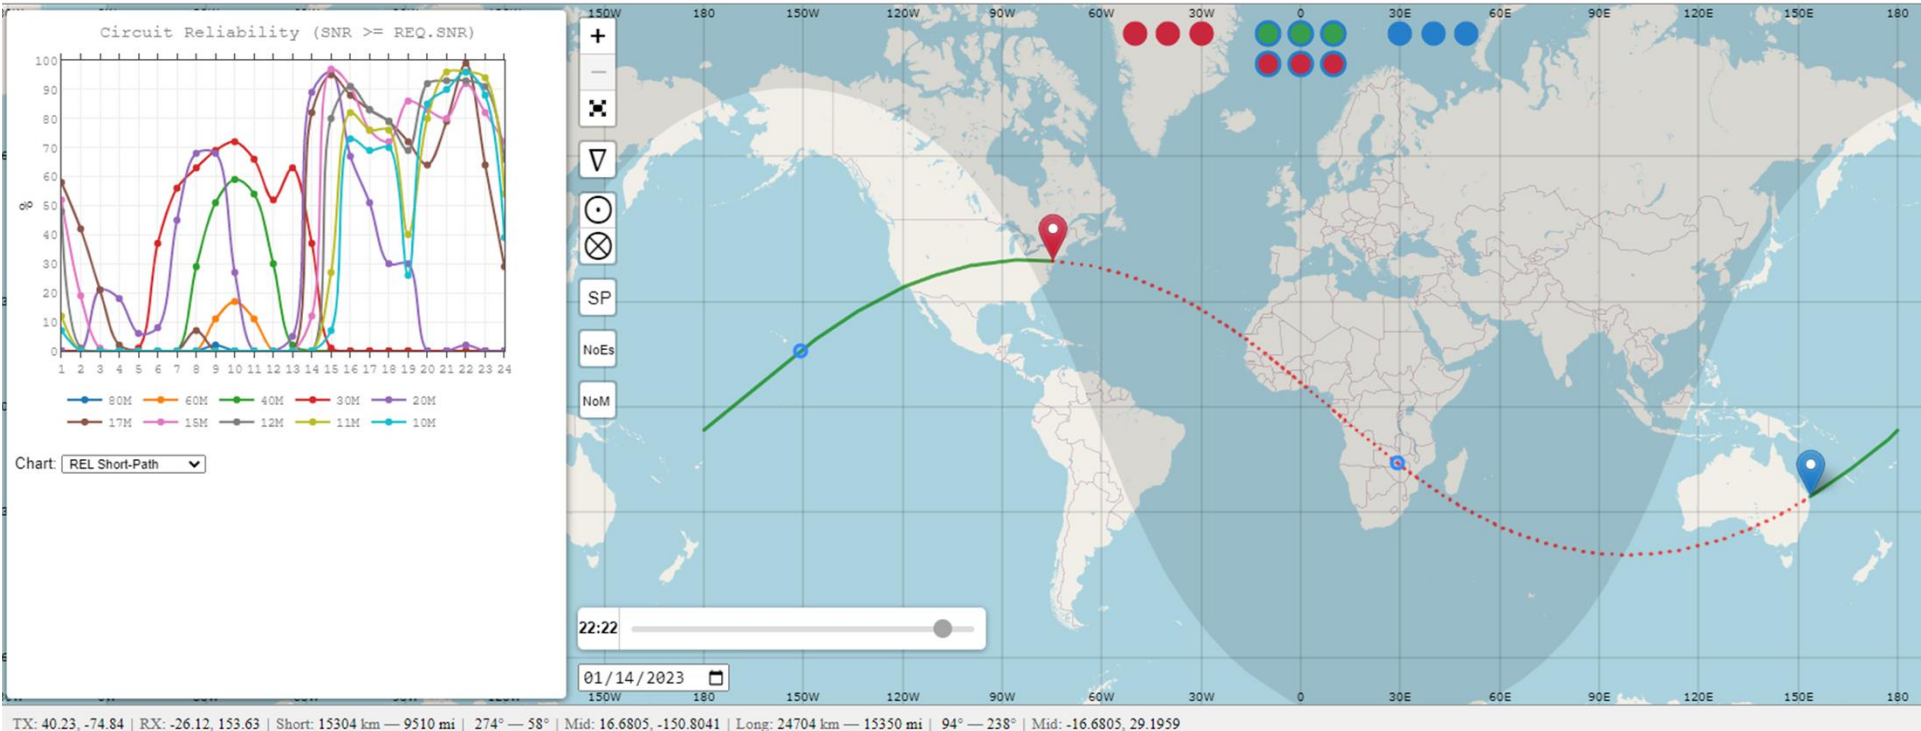 Circuit Reliability (SNR >= REQ.SNR)
100
90
80
70
60
50
40
30
20
10
0
%
1 2 3 4 5 6 7 8 9 10 11 12 13 14 15 16 17 18 19 20 21 22 23 24
80M 60M 40M 30M 20M
17M 15M 12M 11M 10M
Chart: REL Short-Path
150W 180 150W 120W 90W 60W 30W 0 30E 60E 90E 120E 150E 180
+
−
SP
NoEs
NoM
22:22
01/14/2023
150W 180 150W 120W 90W 60W 30W 0 30E 60E 90E 120E 150E 180
TX: 40.23, -74.84 | RX: -26.12, 153.63 | Short: 15304 km — 9510 mi | 274° — 58° | Mid: 16.6805, -150.8041 | Long: 24704 km — 15350 mi | 94° — 238° | Mid: -16.6805, 29.1959